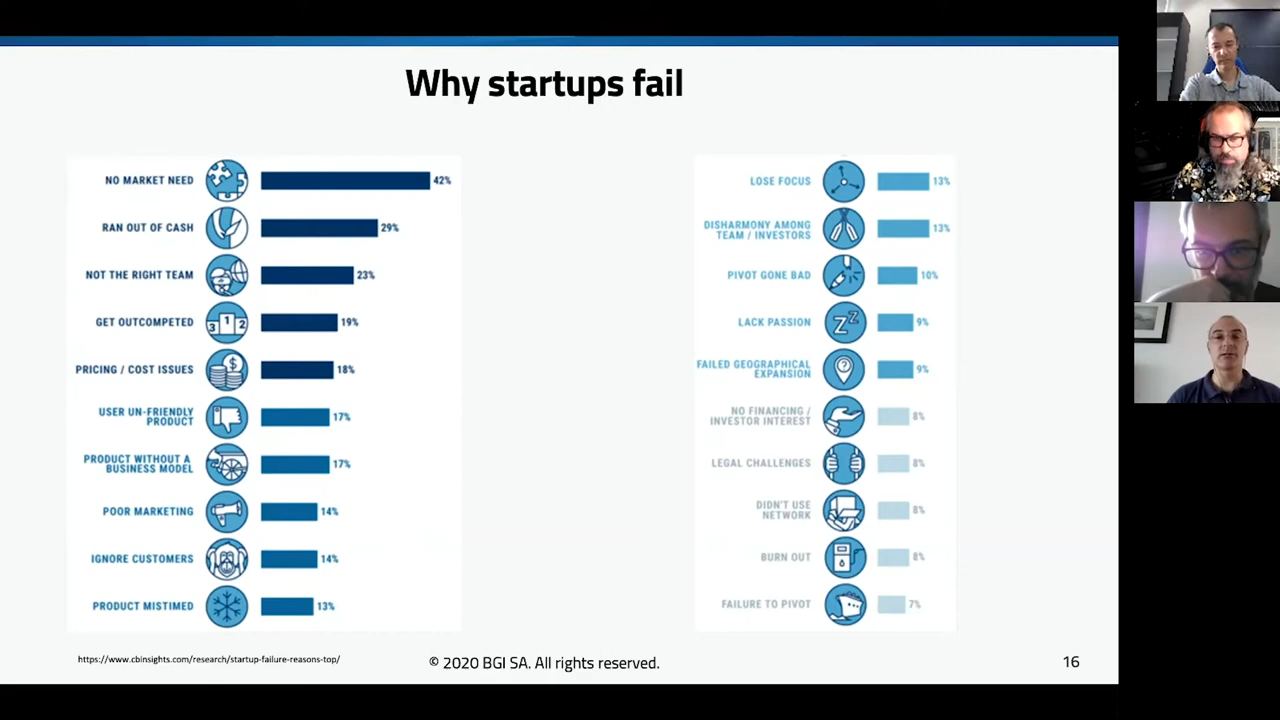 Why startups fail
NO MARKET NEED
42%
RAN OUT OF CASH
29%
NOT THE RIGHT TEAM
23%
GET OUTCOMPETED
3 1 2
19%
PRICING / COST ISSUES
$
18%
USER UN-FRIENDLY
PRODUCT
17%
PRODUCT WITHOUT A
BUSINESS MODEL
17%
POOR MARKETING
14%
IGNORE CUSTOMERS
14%
PRODUCT MISTIMED
13%
LOSE FOCUS
13%
DISHARMONY AMONG
TEAM / INVESTORS
13%
PIVOT GONE BAD
10%
LACK PASSION
Z Z
9%
FAILED GEOGRAPHICAL
EXPANSION
?
9%
NO FINANCING /
INVESTOR INTEREST
8%
LEGAL CHALLENGES
8%
DIDN'T USE
NETWORK
8%
BURN OUT
8%
FAILURE TO PIVOT
7%
https://www.cbinsights.com/research/startup-failure-reasons-top/
© 2020 BGI SA. All rights reserved.
16